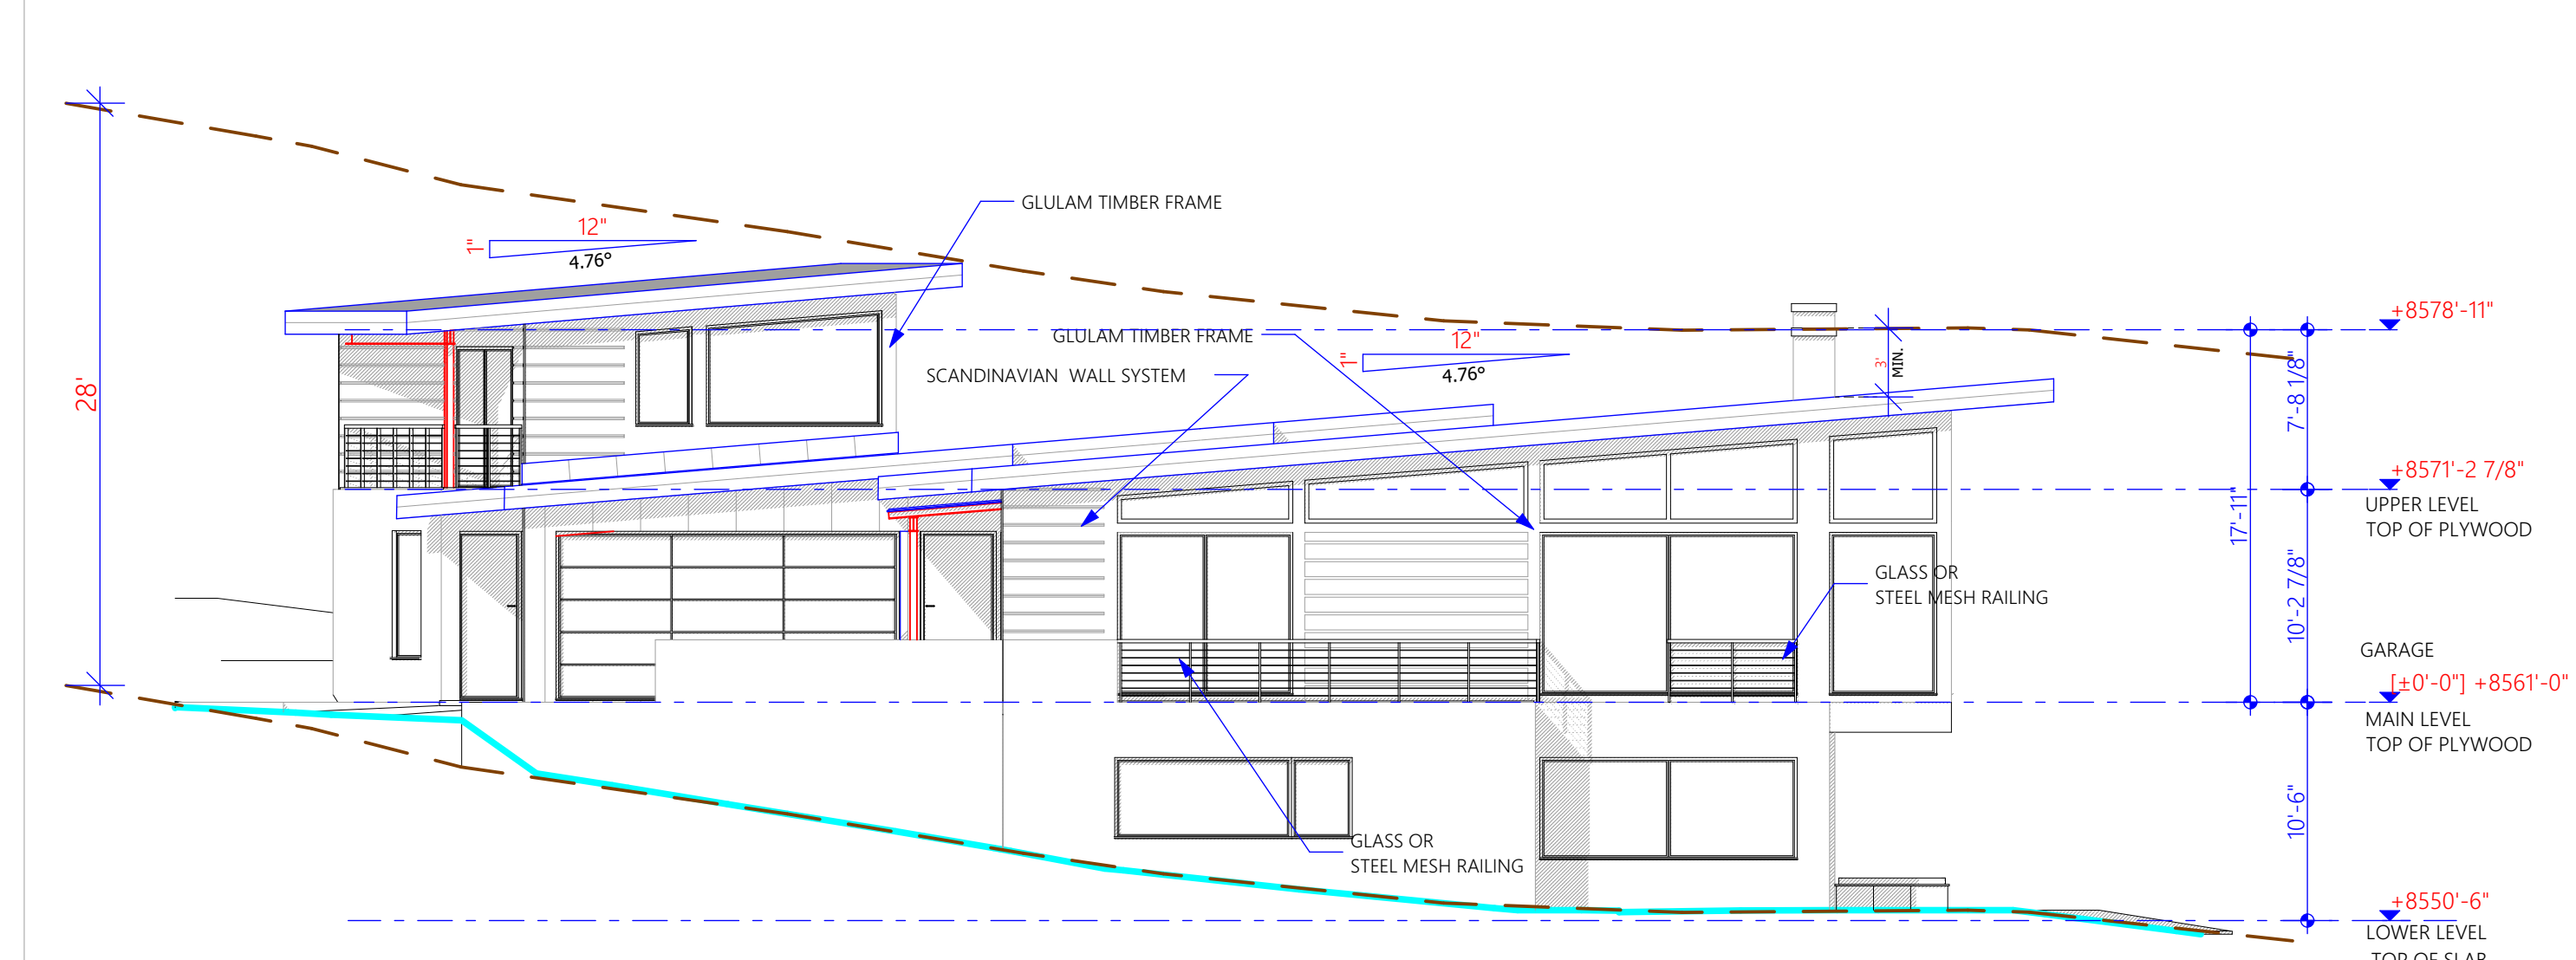 GLULAM TIMBER FRAME
12"
1"
4.76°
+8578'-11"
GLULAM TIMBER FRAME
12"
1"
4.76°
3'
MIN.
7'-8 1/8"
SCANDINAVIAN WALL SYSTEM
28'
+8571'-2 7/8"
UPPER LEVEL
TOP OF PLYWOOD
17'-11"
10'-2 7/8"
GLASS OR
STEEL MESH RAILING
GARAGE
[±0'-0"] +8561'-0"
MAIN LEVEL
TOP OF PLYWOOD
10'-6"
GLASS OR
STEEL MESH RAILING
+8550'-6"
LOWER LEVEL
TOP OF SLAB